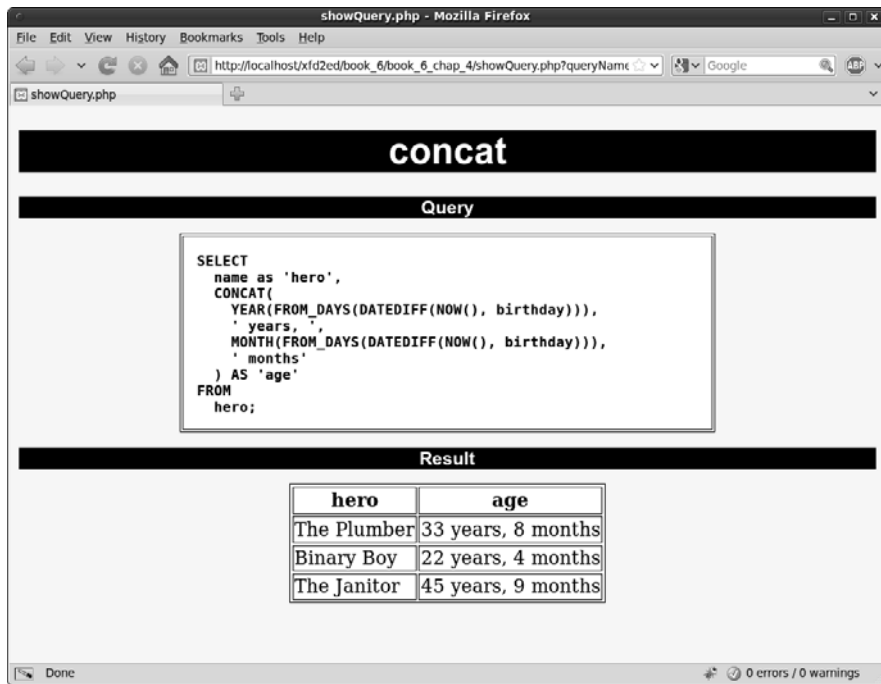 showQuery.php - Mozilla Firefox
File Edit View History Bookmarks Tools Help
http://localhost/xfd2ed/book_6/book_6_chap_4/showQuery.php?queryName
Google
ABP
showQuery.php
concat
Query
SELECT
name as 'hero',
CONCAT(
YEAR(FROM_DAYS(DATEDIFF(NOW(), birthday))),
' years, ',
MONTH(FROM_DAYS(DATEDIFF(NOW(), birthday))),
' months'
) AS 'age'
FROM
hero;
Result
hero age
The Plumber 33 years, 8 months
Binary Boy 22 years, 4 months
The Janitor 45 years, 9 months
Done 0 errors / 0 warnings